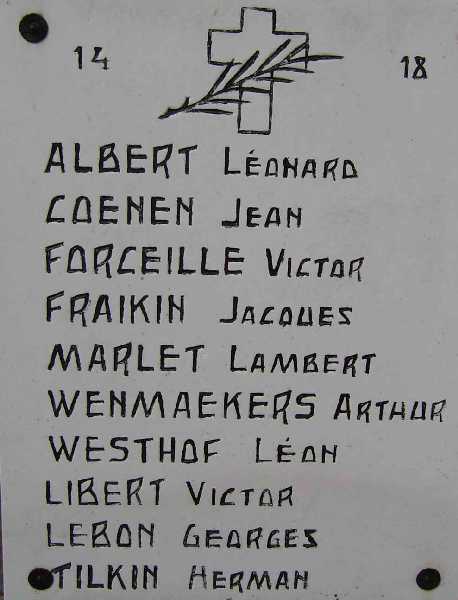 14 18
ALBERT LÉONARD
COENEN JEAN
FORCEILLE VICTOR
FRAIKIN JACQUES
MARLET LAMBERT
WENMAEKERS ARTHUR
WESTHOF LÉON
LIBERT VICTOR
LEBON GEORGES
TILKIN HERMAN